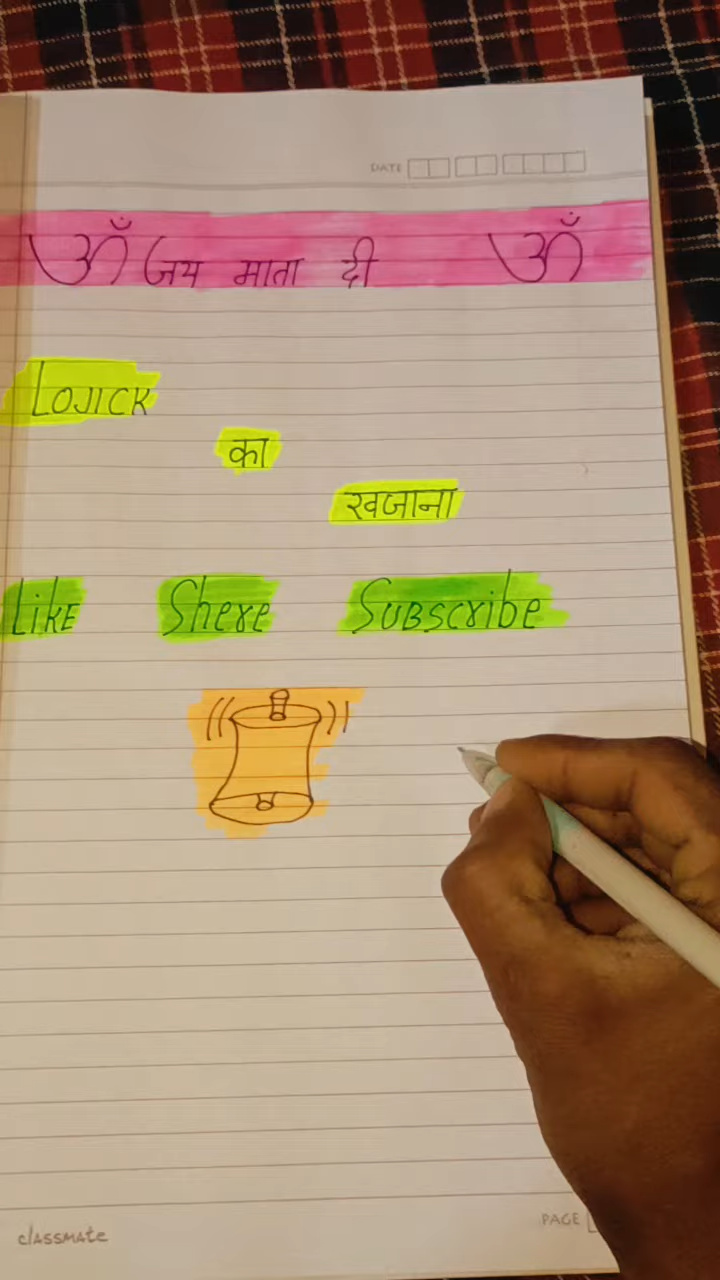 DATE
ॐ जय माता दी ॐ
LOJICK
का
खजाना
LIKE Shere SUBSCRIBE
classmate
PAGE